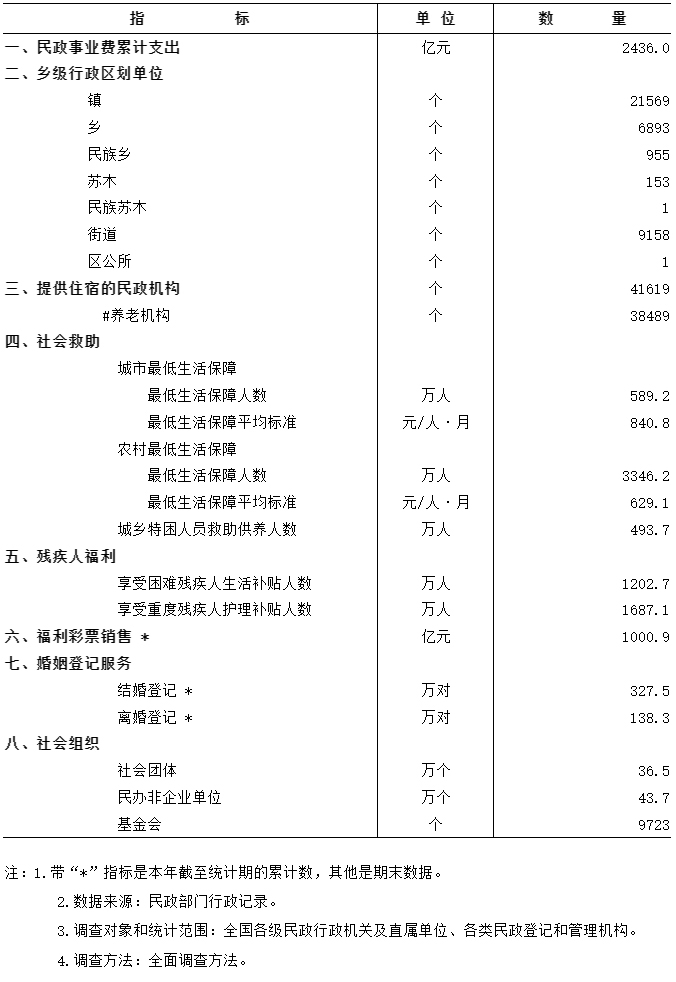 指 标 单 位 数 量
一、民政事业费累计支出 亿元 2436.0
二、乡级行政区划单位
镇 个 21569
乡 个 6893
民族乡 个 955
苏木 个 153
民族苏木 个 1
街道 个 9158
区公所 个 1
三、提供住宿的民政机构 个 41619
#养老机构 个 38489
四、社会救助
城市最低生活保障
最低生活保障人数 万人 589.2
最低生活保障平均标准 元/人·月 840.8
农村最低生活保障
最低生活保障人数 万人 3346.2
最低生活保障平均标准 元/人·月 629.1
城乡特困人员救助供养人数 万人 493.7
五、残疾人福利
享受困难残疾人生活补贴人数 万人 1202.7
享受重度残疾人护理补贴人数 万人 1687.1
六、福利彩票销售 * 亿元 1000.9
七、婚姻登记服务
结婚登记 * 万对 327.5
离婚登记 * 万对 138.3
八、社会组织
社会团体 万个 36.5
民办非企业单位 万个 43.7
基金会 个 9723
注：1.带“*”指标是本年截至统计期的累计数，其他是期末数据。
2.数据来源：民政部门行政记录。
3.调查对象和统计范围：全国各级民政行政机关及直属单位、各类民政登记和管理机构。
4.调查方法：全面调查方法。